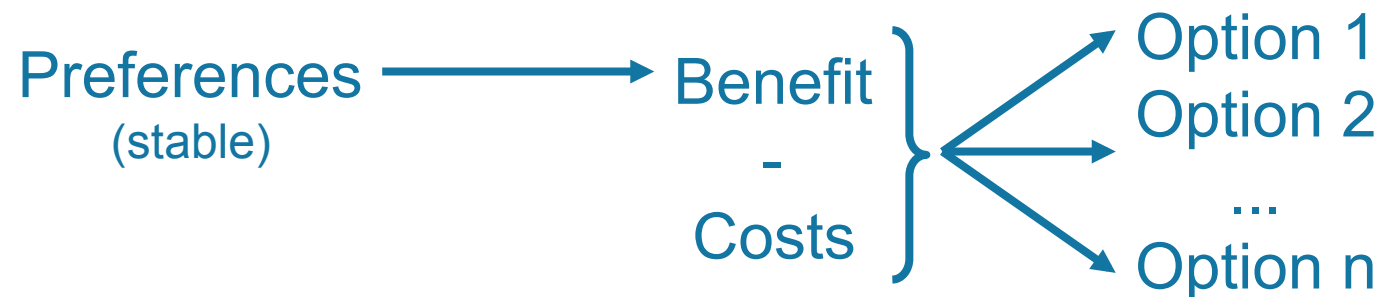 Preferences
(stable)
Benefit
-
Costs
Option 1
Option 2
...
Option n